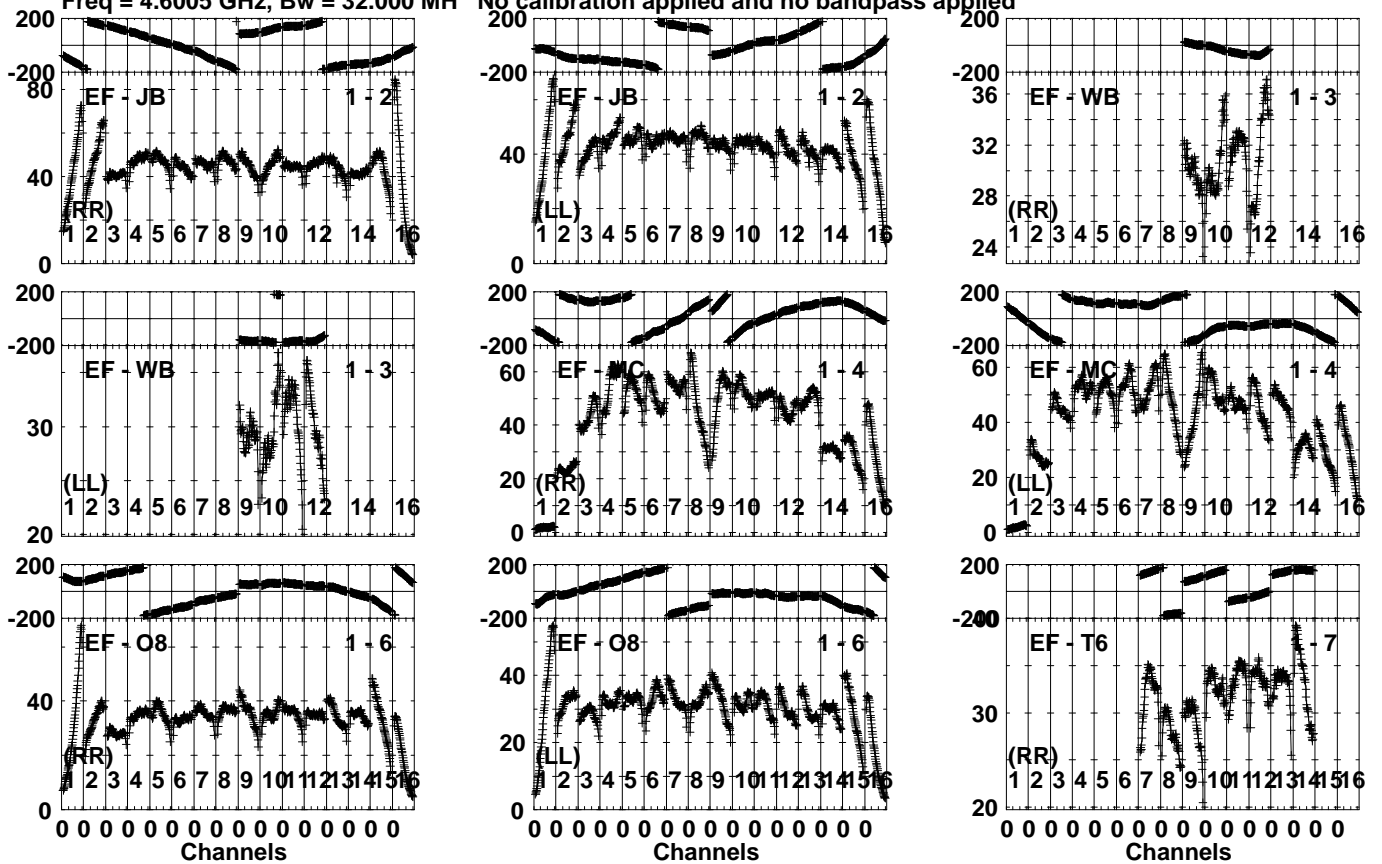 Freq = 4.6005 GHz, Bw = 32.000 MH No calibration applied and no bandpass applied
200
-200
80
40
0
EF - JB 1 - 2
(RR)
1 2 3 4 5 6 7 8 9 10 12 14 16
200
-200
40
0
EF - JB 1 - 2
(LL)
1 2 3 4 5 6 7 8 9 10 12 14 16
200
-200
36
32
28
24
EF - WB 1 - 3
(RR)
1 2 3 4 5 6 7 8 9 10 12 14 16
200
-200
30
20
EF - WB 1 - 3
(LL)
1 2 3 4 5 6 7 8 9 10 12 14 16
200
-200
60
40
20
0
EF - MC 1 - 4
(RR)
1 2 3 4 5 6 7 8 9 10 12 14 16
200
-200
60
40
20
0
EF - MC 1 - 4
(LL)
1 2 3 4 5 6 7 8 9 10 12 14 16
200
-200
40
0
EF - O8 1 - 6
(RR)
1 2 3 4 5 6 7 8 9 10 11 12 13 14 15 16
0 0 0 0 0 0 0 0 0 0 0 0 0 0 0 0
Channels
200
-200
40
20
0
EF - O8 1 - 6
(LL)
1 2 3 4 5 6 7 8 9 10 11 12 13 14 15 16
0 0 0 0 0 0 0 0 0 0 0 0 0 0 0 0
Channels
200
-200
40
30
20
EF - T6 - 7
(RR)
1 2 3 4 5 6 7 8 9 10 11 12 13 14 15 16
0 0 0 0 0 0 0 0 0 0 0 0 0 0 0 0
Channels